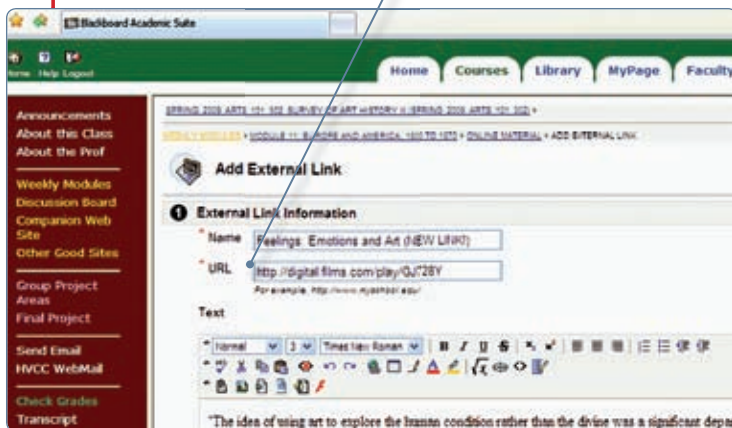 Blackboard Academic Suite
Home Help Logout
Home Courses Library MyPage Faculty
SPRING 2009 ARTS 101 102 SURVEY OF ART HISTORY II (SPRING 2009 ARTS 101 102) >
WEEKLY MODULES > MODULE 11: EUROPE AND AMERICA, 1800 TO 1870 > ONLINE MATERIAL > ADD EXTERNAL LINK
Announcements
About this Class
About the Prof
Weekly Modules
Discussion Board
Companion Web
Site
Other Good Sites
Group Project
Areas
Final Project
Send Email
HVCC WebMail
Check Grades
Transcript
Add External Link
1 External Link Information
* Name Feelings: Emotions and Art (NEW LINK!)
* URL http://digital.films.com/play/GJ728Y
For example, http://www.myschool.edu/
Text
Normal 3 Times New Roman B I U S
"The idea of using art to explore the human condition rather than the divine was a significant depa